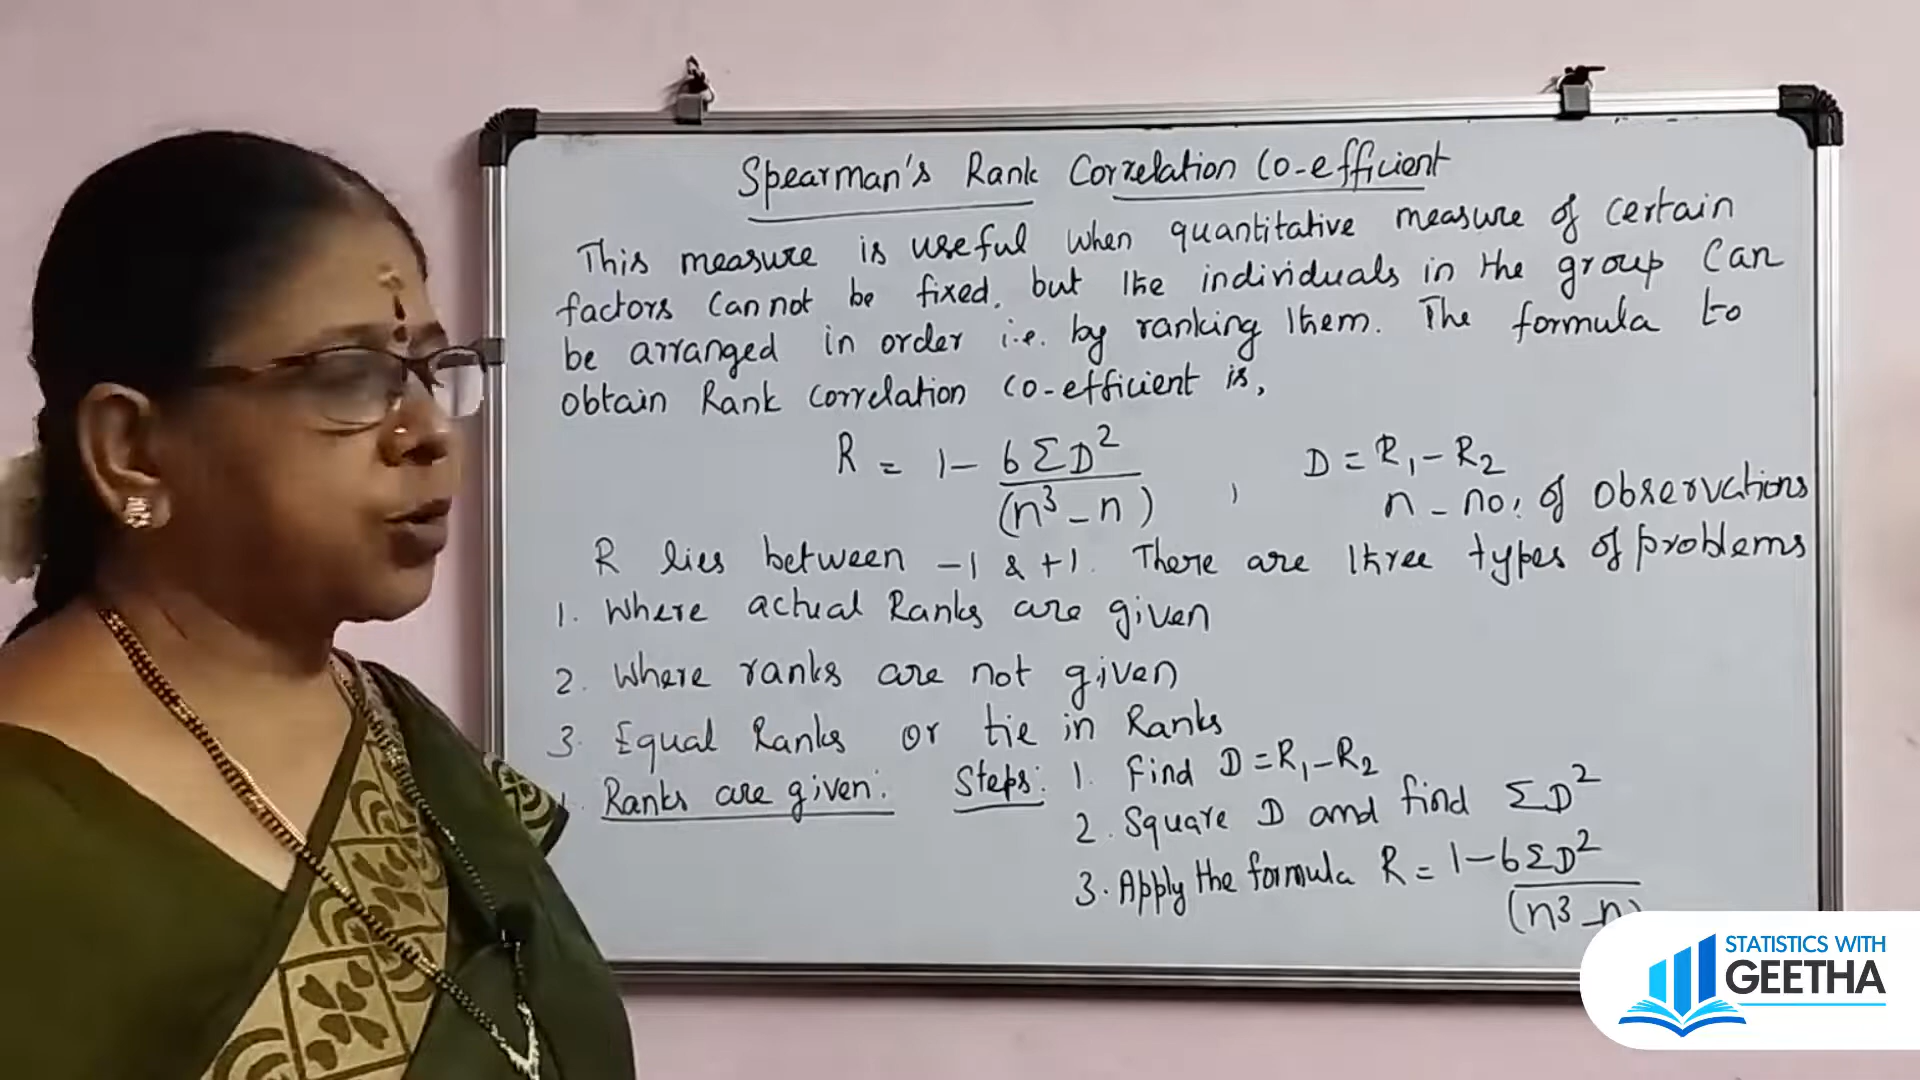 Spearman's Rank Correlation Co-efficient
This measure is useful when quantitative measure of certain
factors cannot be fixed, but the individuals in the group can
be arranged in order i.e. by ranking them. The formula to
obtain Rank correlation co-efficient is,
R = 1 - 6ΣD² / (n³ - n) , D = R₁ - R₂
n - no. of observations
R lies between -1 & +1. There are three types of problems
1. Where actual Ranks are given
2. Where ranks are not given
3. Equal Ranks or tie in Ranks
1. Ranks are given: Steps: 1. Find D = R₁ - R₂
2. Square D and find ΣD²
3. Apply the formula R = 1 - 6ΣD² / (n³ - n)
STATISTICS WITH
GEETHA